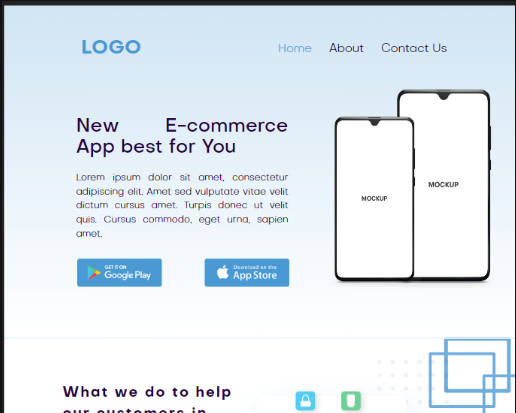 LOGO
Home About Contact Us
New E-commerce
App best for You
Lorem ipsum dolor sit amet, consectetur
adipiscing elit. Amet sed vulputate vitae velit
dictum cursus amet. Turpis donec ut velit
quis. Cursus commodo, eget urna, sapien
amet.
MOCKUP
MOCKUP
GET IT ON
Google Play
Download on the
App Store
What we do to help
our customers in